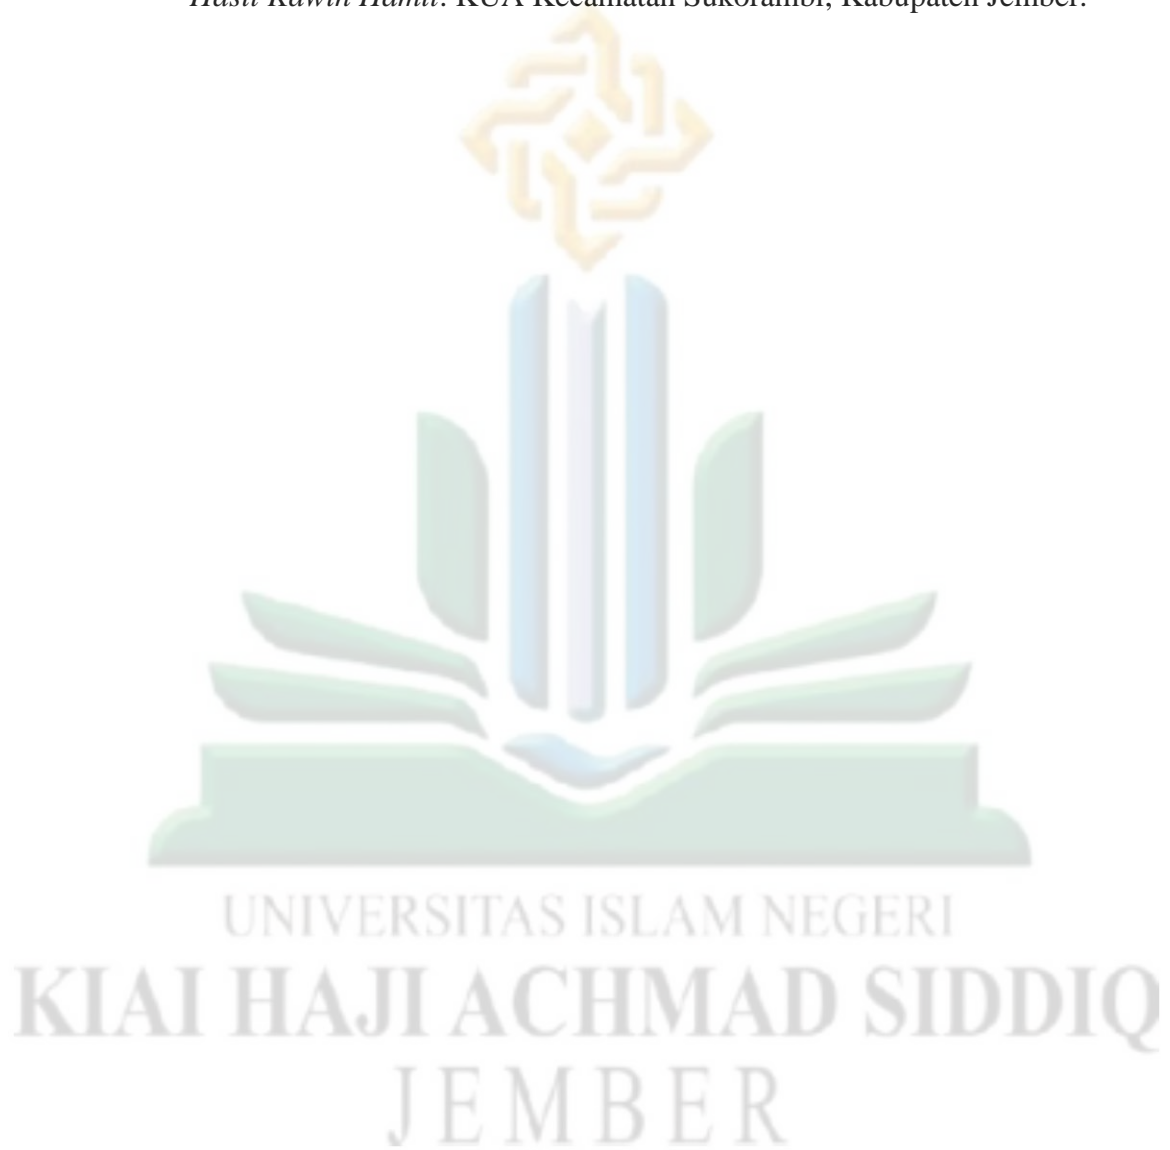 Hasil Kawin Hamil. KUA Kecamatan Sukorambi, Kabupaten Jember.
UNIVERSITAS ISLAM NEGERI
KIAI HAJI ACHMAD SIDDIQ
JEMBER